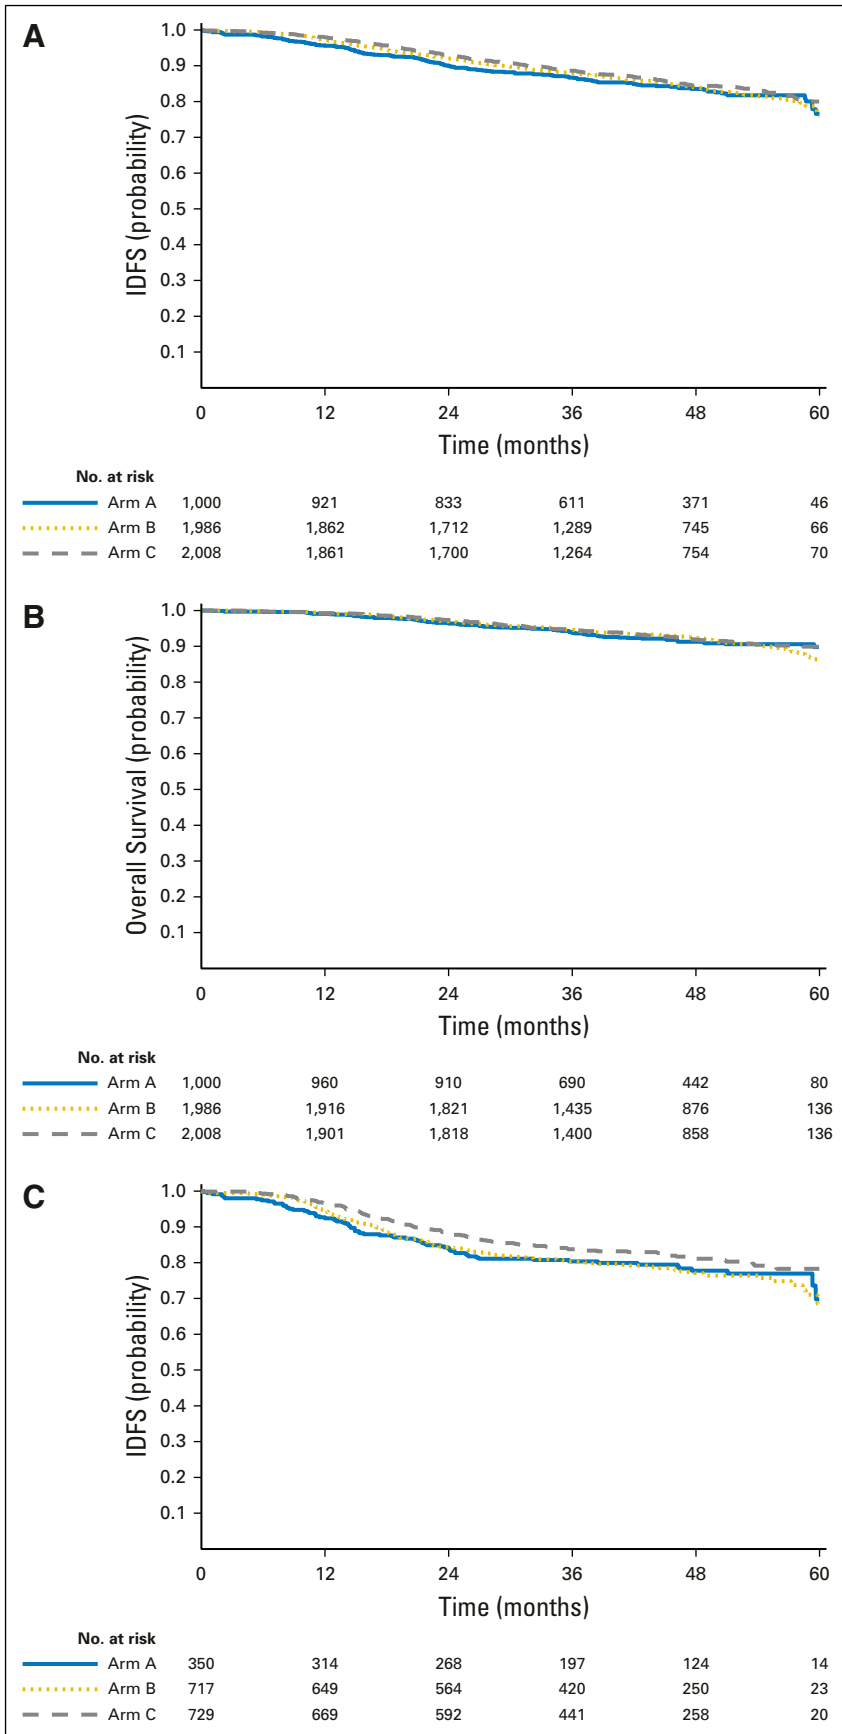 A
IDFS (probability)
1.0
0.9
0.8
0.7
0.6
0.5
0.4
0.3
0.2
0.1
0 12 24 36 48 60
Time (months)
No. at risk
Arm A 1,000 921 833 611 371 46
Arm B 1,986 1,862 1,712 1,289 745 66
Arm C 2,008 1,861 1,700 1,264 754 70
B
Overall Survival (probability)
1.0
0.9
0.8
0.7
0.6
0.5
0.4
0.3
0.2
0.1
0 12 24 36 48 60
Time (months)
No. at risk
Arm A 1,000 960 910 690 442 80
Arm B 1,986 1,916 1,821 1,435 876 136
Arm C 2,008 1,901 1,818 1,400 858 136
C
IDFS (probability)
1.0
0.9
0.8
0.7
0.6
0.5
0.4
0.3
0.2
0.1
0 12 24 36 48 60
Time (months)
No. at risk
Arm A 350 314 268 197 124 14
Arm B 717 649 564 420 250 23
Arm C 729 669 592 441 258 20